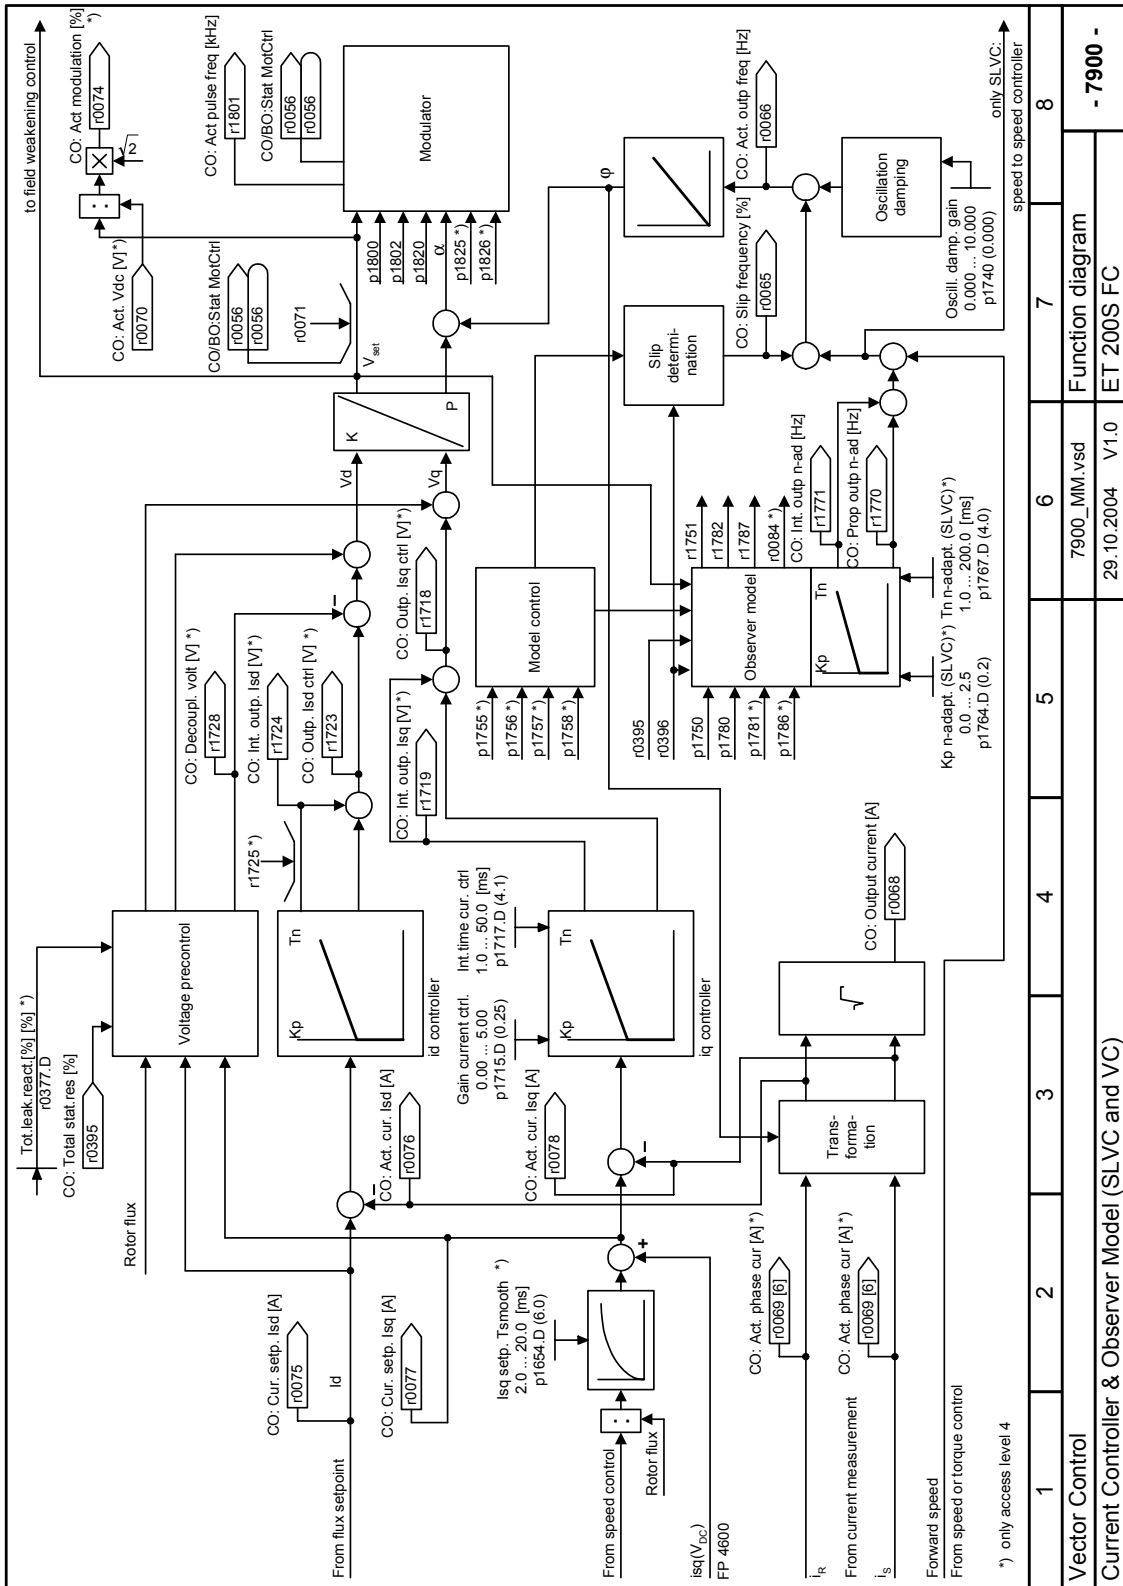 CO: Act modulation [%]
*)
r0074
√2
to field weakening control
CO: Act. Vdc [V]*)
r0070
CO/BO:Stat MotCtrl
r0056
r0056
r0071
V set
CO: Act pulse freq [kHz]
r1801
CO/BO:Stat MotCtrl
r0056
r0056
Modulator
p1800
p1802
p1820
α
p1825 *)
p1826 *)
Tot.leak.react.[%] [%] *)
r0377.D
CO: Total stat.res [%]
r0395
Rotor flux
Voltage precontrol
CO: Decoupl. volt [V] *)
r1728
CO: Int. outp. Isd [V]*)
r1724
CO: Outp. Isd ctrl [V] *)
r1723
r1725 *)
Kp
Tn
id controller
Vd
Vq
K
P
φ
CO: Cur. setp. Isd [A]
r0075
Id
From flux setpoint
CO: Act. cur. Isd [A]
r0076
CO: Cur. setp. Isq [A]
r0077
Isq setp. Tsmooth *)
2.0 ... 20.0 [ms]
p1654.D (6.0)
From speed control
Rotor flux
isq(VDC)
FP 4600
+
–
–
–
CO: Act. cur. Isq [A]
r0078
Gain current ctrl.
0.00 ... 5.00
p1715.D (0.25)
Int.time cur. ctrl
1.0 ... 50.0 [ms]
p1717.D (4.1)
Kp
Tn
iq controller
CO: Int. outp. Isq [V]*)
r1719
CO: Outp. Isq ctrl [V]*)
r1718
Model control
p1755 *)
p1756 *)
p1757 *)
p1758 *)
r0395
r0396
p1750
p1780
p1781 *)
p1786 *)
Observer model
Kp
Tn
r1751
r1782
r1787
r0084 *)
CO: Int. outp n-ad [Hz]
r1771
CO: Prop outp n-ad [Hz]
r1770
Kp n-adapt. (SLVC)*)
0.0 ... 2.5
p1764.D (0.2)
Tn n-adapt. (SLVC)*)
1.0 ... 200.0 [ms]
p1767.D (4.0)
Slip
determi-
nation
CO: Slip frequency [%]
r0065
CO: Act. outp freq [Hz]
r0066
Oscillation
damping
Oscill. damp. gain
0.000 ... 10.000
p1740 (0.000)
only SLVC:
speed to speed controller
CO: Act. phase cur [A]*)
r0069 [6]
CO: Act. phase cur [A]*)
r0069 [6]
iR
From current measurement
iS
Trans-
forma-
tion
CO: Output current [A]
r0068
Forward speed
From speed or torque control
*) only access level 4
1
2
3
4
5
6
7
8
Vector Control
7900_MM.vsd
Function diagram
- 7900 -
Current Controller & Observer Model (SLVC and VC)
29.10.2004
V1.0
ET 200S FC